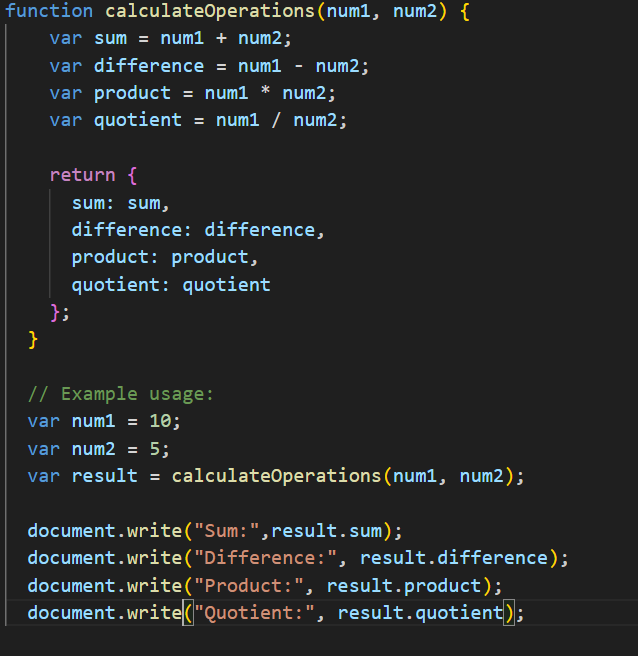 function calculateOperations(num1, num2) {
    var sum = num1 + num2;
    var difference = num1 - num2;
    var product = num1 * num2;
    var quotient = num1 / num2;

    return {
      sum: sum,
      difference: difference,
      product: product,
      quotient: quotient
    };
  }

  // Example usage:
  var num1 = 10;
  var num2 = 5;
  var result = calculateOperations(num1, num2);

  document.write("Sum:",result.sum);
  document.write("Difference:", result.difference);
  document.write("Product:", result.product);
  document.write("Quotient:", result.quotient);